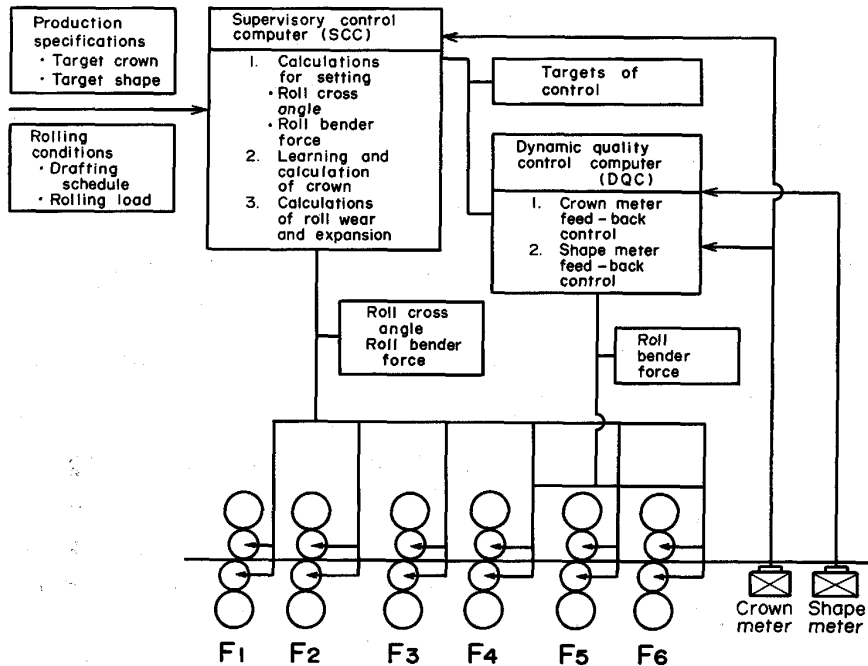 Production
specifications
· Target crown
· Target shape
Rolling
conditions
· Drafting
schedule
· Rolling load
Supervisory control
computer (SCC)
1. Calculations
for setting
· Roll cross
angle
· Roll bender
force
2. Learning and
calculation
of crown
3. Calculations
of roll wear
and expansion
Targets of
control
Dynamic quality
control computer
(DQC)
1. Crown meter
feed-back
control
2. Shape meter
feed-back
control
Roll cross
angle
Roll bender
force
Roll
bender
force
Crown
meter
Shape
meter
F1 F2 F3 F4 F5 F6